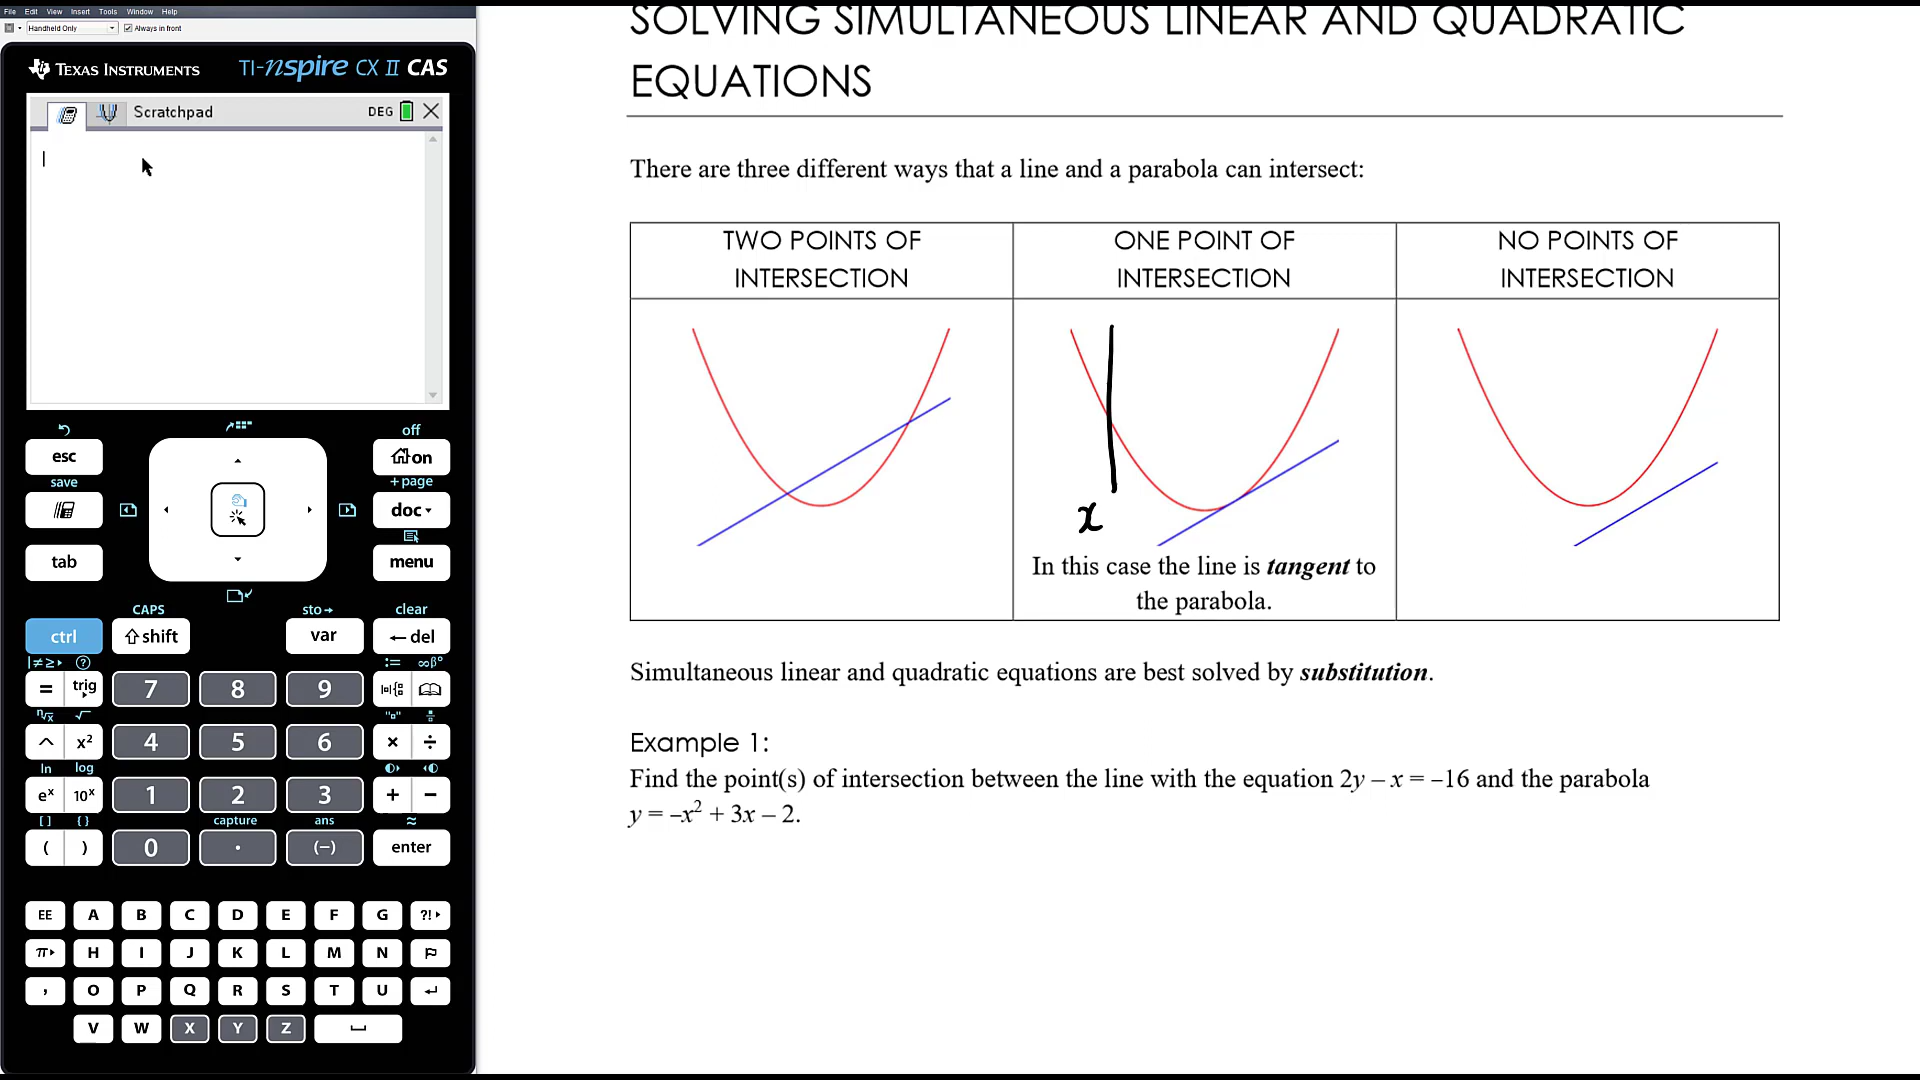 File Edit View Insert Tools Window Help
Handheld Only Always in front
TEXAS INSTRUMENTS TI-nspire CX II CAS
Scratchpad DEG
off
esc on
save + page
doc
tab menu
CAPS sto→ clear
ctrl ⇧shift var ←del
|≠≥▸ ? := ∞β°
= trig 7 8 9
ⁿ√x √
^ x² 4 5 6 × ÷
ln log
eˣ 10ˣ 1 2 3 + −
[ ] { } capture ans ≈
( ) 0 . (−) enter
EE A B C D E F G ?!▸
π▸ H I J K L M N
, O P Q R S T U
V W X Y Z
SOLVING SIMULTANEOUS LINEAR AND QUADRATIC
EQUATIONS
There are three different ways that a line and a parabola can intersect:
TWO POINTS OF
INTERSECTION
ONE POINT OF
INTERSECTION
NO POINTS OF
INTERSECTION
x
In this case the line is tangent to
the parabola.
Simultaneous linear and quadratic equations are best solved by substitution.
Example 1:
Find the point(s) of intersection between the line with the equation 2y – x = –16 and the parabola
y = –x² + 3x – 2.